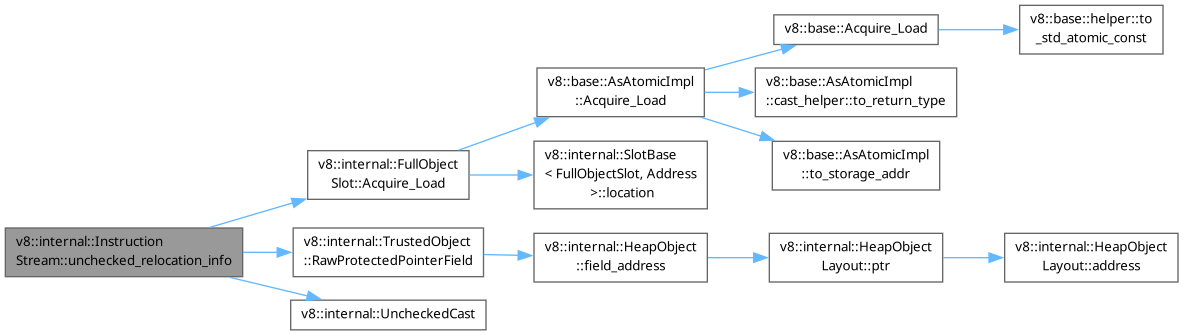 v8::internal::Instruction
Stream::unchecked_relocation_info
v8::internal::FullObject
Slot::Acquire_Load
v8::base::AsAtomicImpl
::Acquire_Load
v8::base::Acquire_Load
v8::base::helper::to
_std_atomic_const
v8::base::AsAtomicImpl
::cast_helper::to_return_type
v8::base::AsAtomicImpl
::to_storage_addr
v8::internal::SlotBase
< FullObjectSlot, Address
>::location
v8::internal::TrustedObject
::RawProtectedPointerField
v8::internal::HeapObject
::field_address
v8::internal::HeapObject
Layout::ptr
v8::internal::HeapObject
Layout::address
v8::internal::UncheckedCast